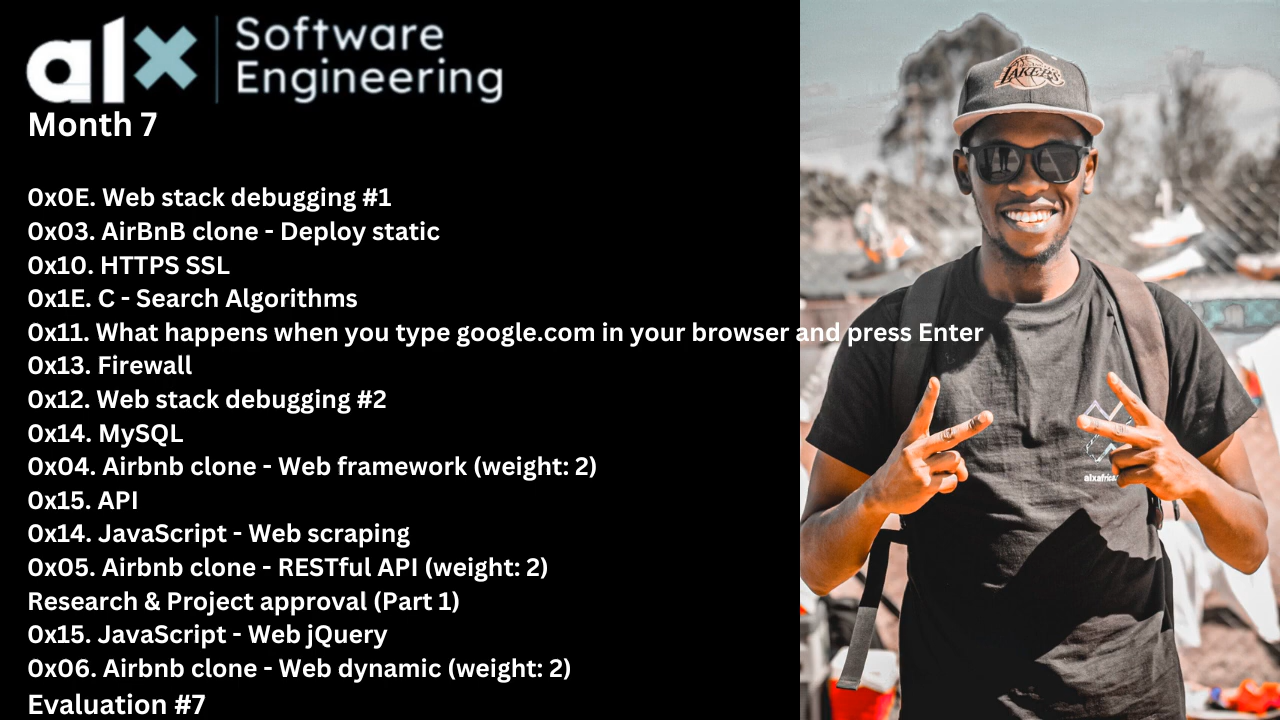 alx Software
Engineering
Month 7
0x0E. Web stack debugging #1
0x03. AirBnB clone - Deploy static
0x10. HTTPS SSL
0x1E. C - Search Algorithms
0x11. What happens when you type google.com in your browser and press Enter
0x13. Firewall
0x12. Web stack debugging #2
0x14. MySQL
0x04. Airbnb clone - Web framework (weight: 2)
0x15. API
0x14. JavaScript - Web scraping
0x05. Airbnb clone - RESTful API (weight: 2)
Research & Project approval (Part 1)
0x15. JavaScript - Web jQuery
0x06. Airbnb clone - Web dynamic (weight: 2)
Evaluation #7
LAKERS
alxafrica